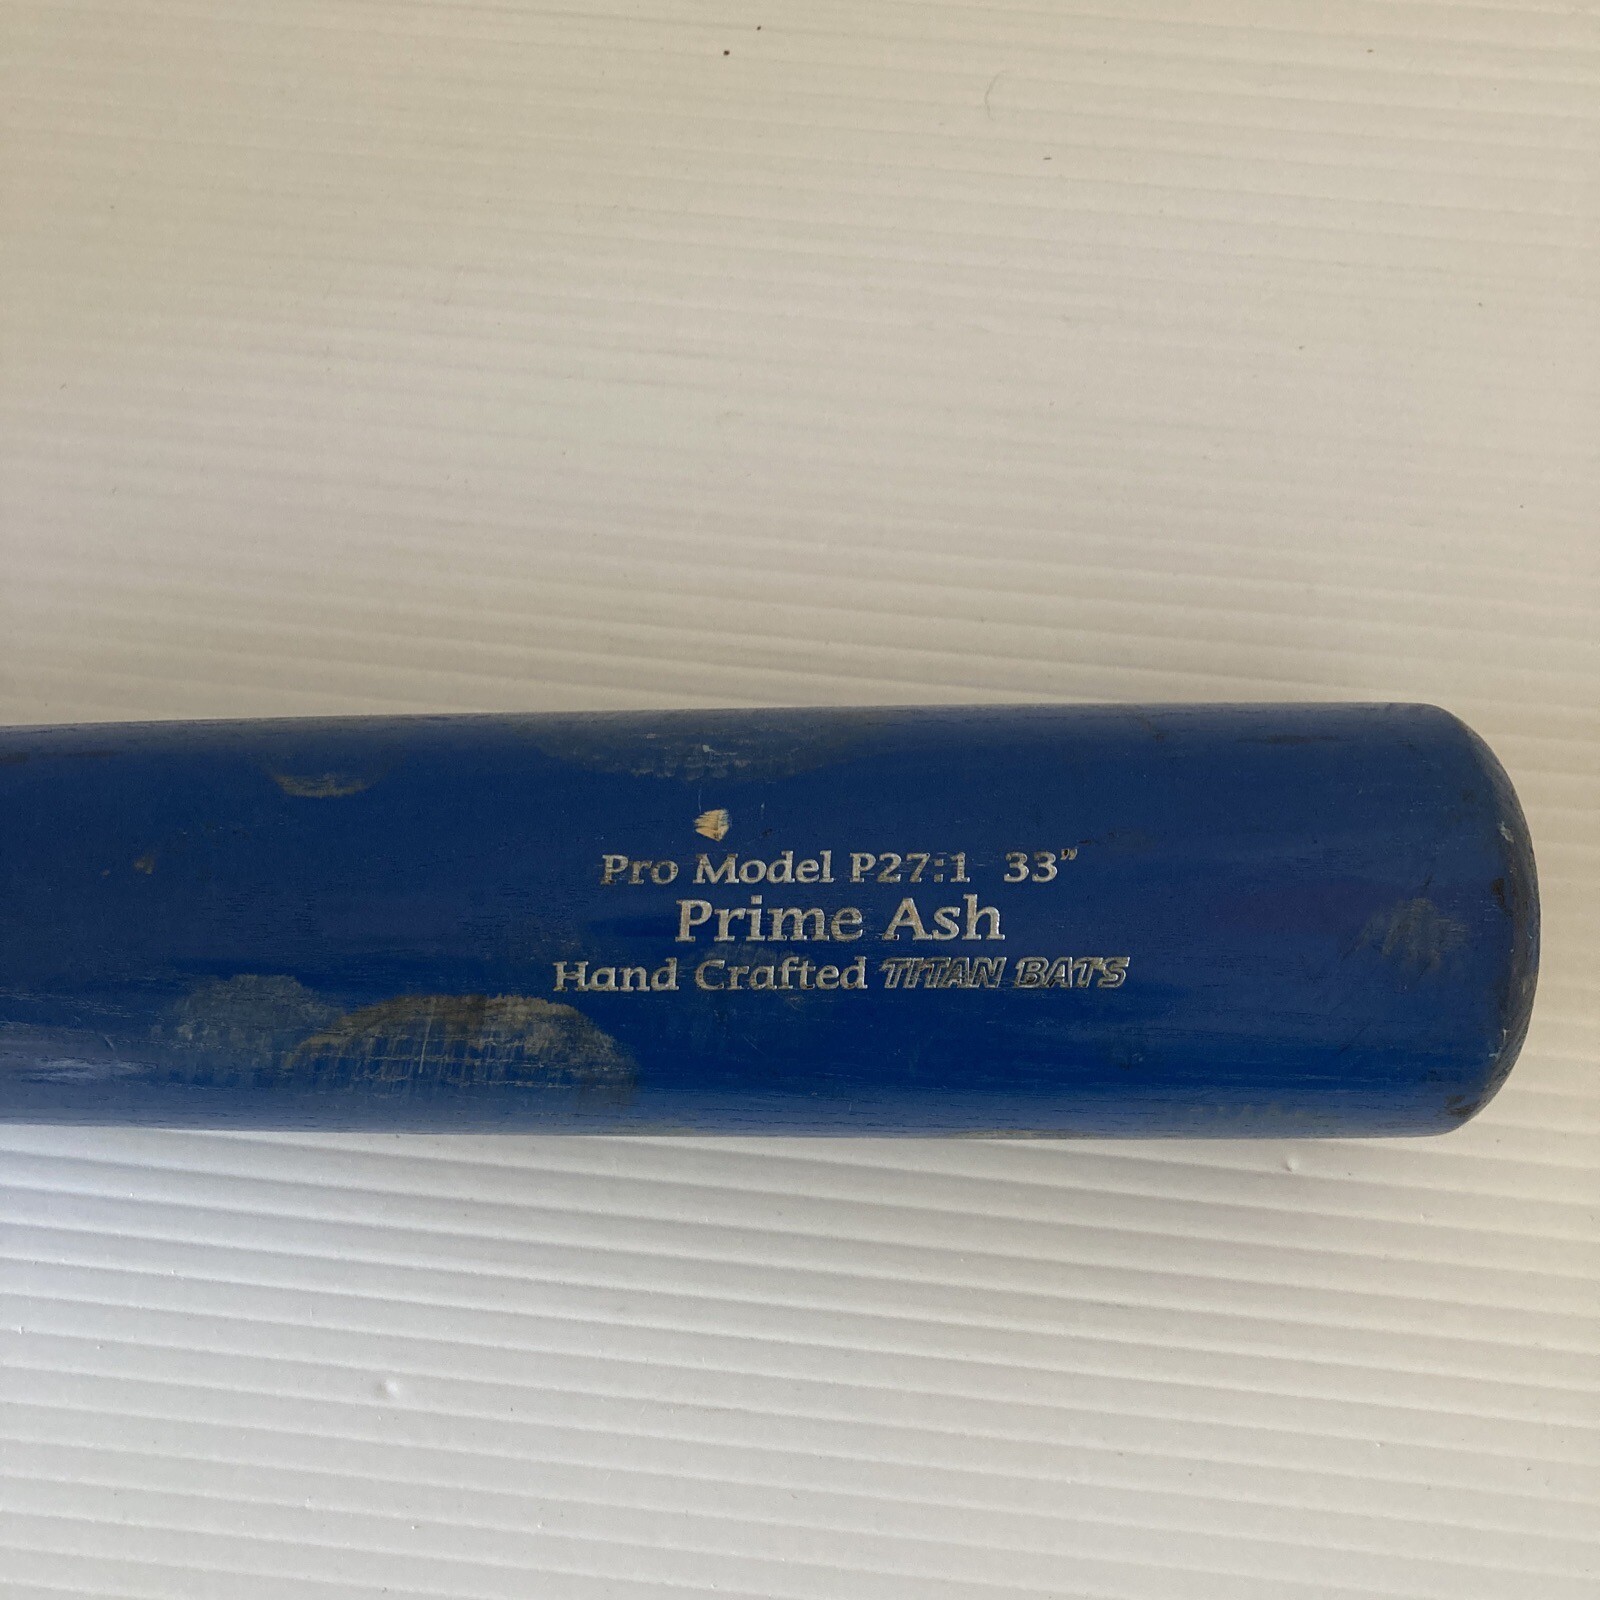 Pro Model P27:1 33"
Prime Ash
Hand Crafted TITAN BATS